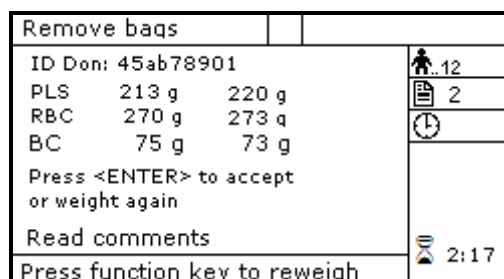 Remove bags
ID Don: 45ab78901
..12
PLS 213 g 220 g
2
RBC 270 g 273 g
BC 75 g 73 g
Press <ENTER> to accept
or weight again
Read comments
2:17
Press function key to reweigh